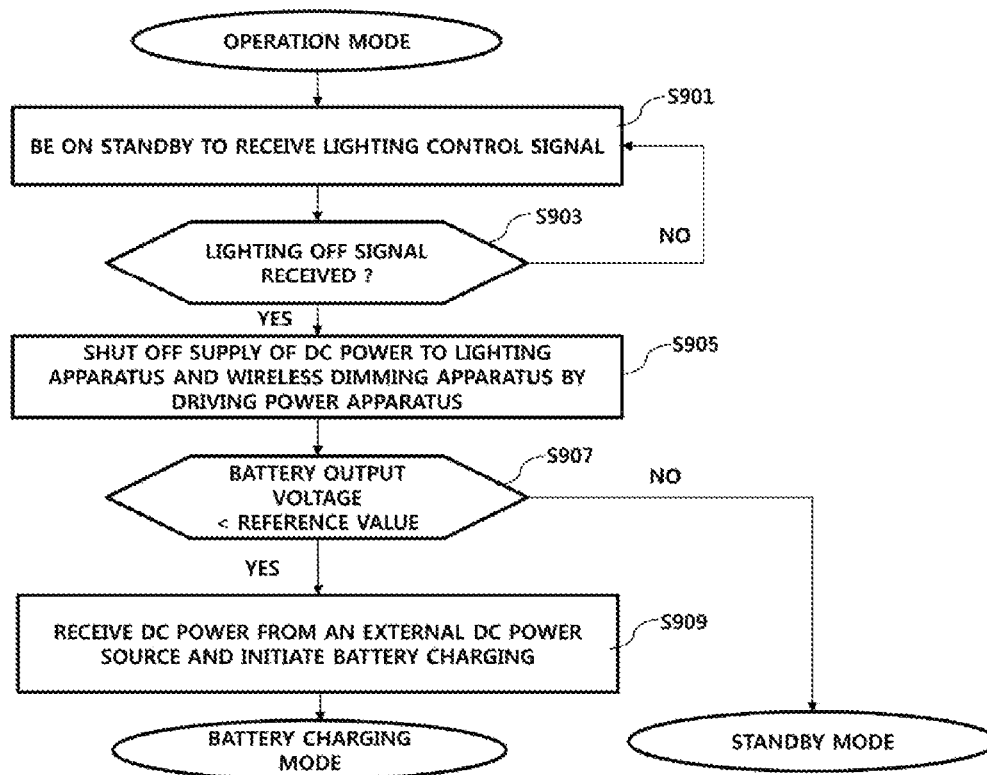 OPERATION MODE
S901
BE ON STANDBY TO RECEIVE LIGHTING CONTROL SIGNAL
S903
NO
LIGHTING OFF SIGNAL
RECEIVED ?
YES
S905
SHUT OFF SUPPLY OF DC POWER TO LIGHTING
APPARATUS AND WIRELESS DIMMING APPARATUS BY
DRIVING POWER APPARATUS
S907
BATTERY OUTPUT
VOLTAGE
< REFERENCE VALUE
NO
YES
S909
RECEIVE DC POWER FROM AN EXTERNAL DC POWER
SOURCE AND INITIATE BATTERY CHARGING
BATTERY CHARGING
MODE
STANDBY MODE